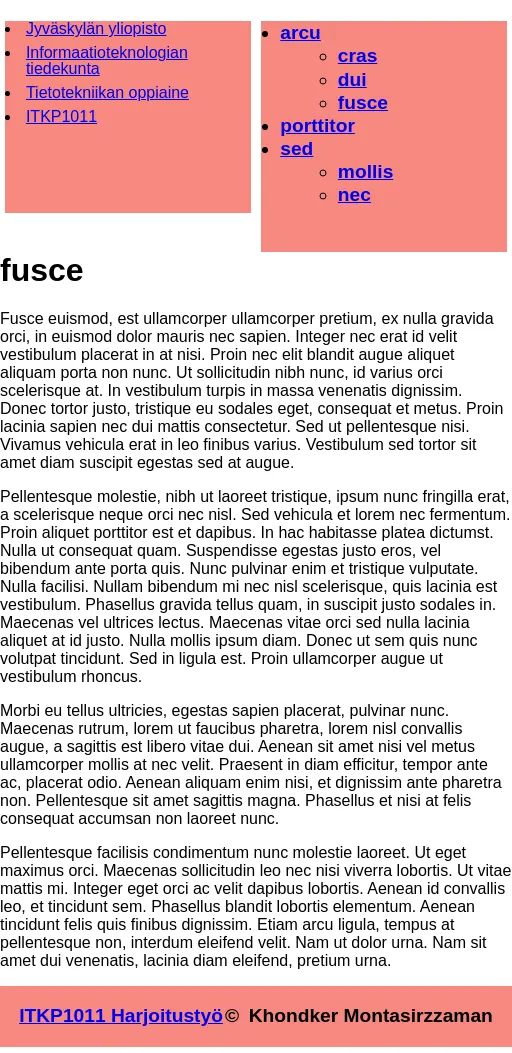 Jyväskylän yliopisto
Informaatioteknologian
tiedekunta
Tietotekniikan oppiaine
ITKP1011
arcu
cras
dui
fusce
porttitor
sed
mollis
nec
fusce
Fusce euismod, est ullamcorper ullamcorper pretium, ex nulla gravida
orci, in euismod dolor mauris nec sapien. Integer nec erat id velit
vestibulum placerat in at nisi. Proin nec elit blandit augue aliquet
aliquam porta non nunc. Ut sollicitudin nibh nunc, id varius orci
scelerisque at. In vestibulum turpis in massa venenatis dignissim.
Donec tortor justo, tristique eu sodales eget, consequat et metus. Proin
lacinia sapien nec dui mattis consectetur. Sed ut pellentesque nisi.
Vivamus vehicula erat in leo finibus varius. Vestibulum sed tortor sit
amet diam suscipit egestas sed at augue.
Pellentesque molestie, nibh ut laoreet tristique, ipsum nunc fringilla erat,
a scelerisque neque orci nec nisl. Sed vehicula et lorem nec fermentum.
Proin aliquet porttitor est et dapibus. In hac habitasse platea dictumst.
Nulla ut consequat quam. Suspendisse egestas justo eros, vel
bibendum ante porta quis. Nunc pulvinar enim et tristique vulputate.
Nulla facilisi. Nullam bibendum mi nec nisl scelerisque, quis lacinia est
vestibulum. Phasellus gravida tellus quam, in suscipit justo sodales in.
Maecenas vel ultrices lectus. Maecenas vitae orci sed nulla lacinia
aliquet at id justo. Nulla mollis ipsum diam. Donec ut sem quis nunc
volutpat tincidunt. Sed in ligula est. Proin ullamcorper augue ut
vestibulum rhoncus.
Morbi eu tellus ultricies, egestas sapien placerat, pulvinar nunc.
Maecenas rutrum, lorem ut faucibus pharetra, lorem nisl convallis
augue, a sagittis est libero vitae dui. Aenean sit amet nisi vel metus
ullamcorper mollis at nec velit. Praesent in diam efficitur, tempor ante
ac, placerat odio. Aenean aliquam enim nisi, et dignissim ante pharetra
non. Pellentesque sit amet sagittis magna. Phasellus et nisi at felis
consequat accumsan non laoreet nunc.
Pellentesque facilisis condimentum nunc molestie laoreet. Ut eget
maximus orci. Maecenas sollicitudin leo nec nisi viverra lobortis. Ut vitae
mattis mi. Integer eget orci ac velit dapibus lobortis. Aenean id convallis
leo, et tincidunt sem. Phasellus blandit lobortis elementum. Aenean
tincidunt felis quis finibus dignissim. Etiam arcu ligula, tempus at
pellentesque non, interdum eleifend velit. Nam ut dolor urna. Nam sit
amet dui venenatis, lacinia diam eleifend, pretium urna.
ITKP1011 Harjoitustyö © Khondker Montasirzzaman